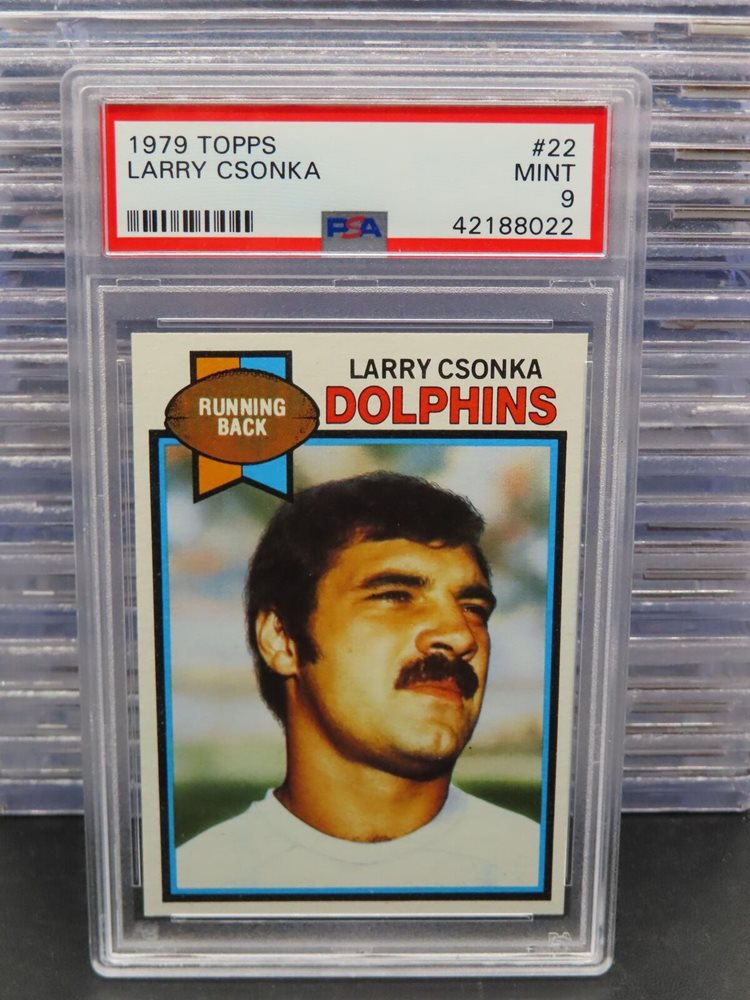 1979 TOPPS #22
LARRY CSONKA MINT
9
PSA 42188022
LARRY CSONKA
DOLPHINS
RUNNING
BACK